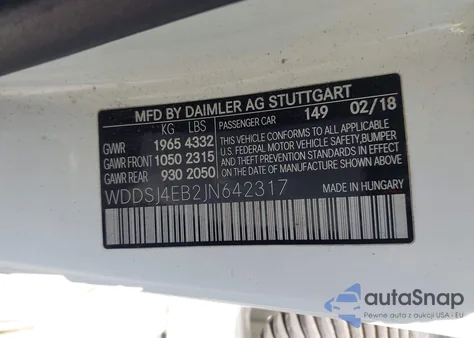 MFD BY DAIMLER AG STUTTGART
KG LBS PASSENGER CAR 149 02/18
GVWR 1965 4332
GAWR FRONT 1050 2315
GAWR REAR 930 2050
THIS VEHICLE CONFORMS TO ALL APPLICABLE
U.S. FEDERAL MOTOR VEHICLE SAFETY, BUMPER
AND THEFT PREVENTION STANDARDS IN EFFECT
ON THE DATE OF MANUFACTURE SHOWN ABOVE.
WDDSJ4EB2JN642317 MADE IN HUNGARY
autoSnap
Pewne auta z aukcji USA - EU